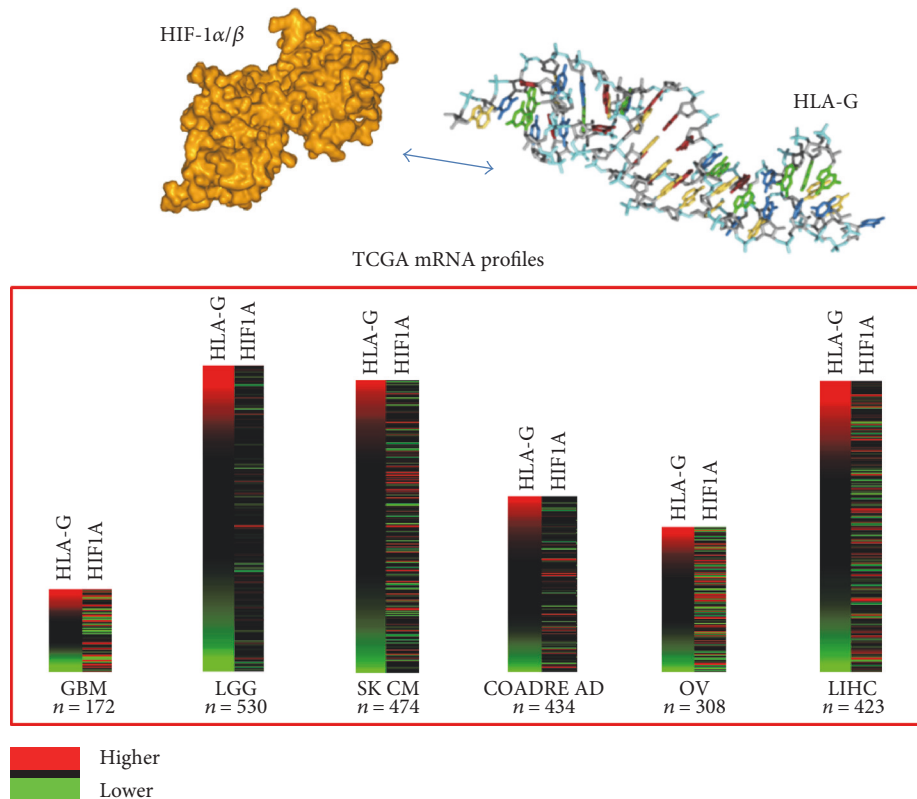 HIF-1α/β
HLA-G
TCGA mRNA profiles
HLA-G
HIF1A
HLA-G
HIF1A
HLA-G
HIF1A
HLA-G
HIF1A
HLA-G
HIF1A
HLA-G
HIF1A
GBM
n = 172
LGG
n = 530
SK CM
n = 474
COADRE AD
n = 434
OV
n = 308
LIHC
n = 423
Higher
Lower